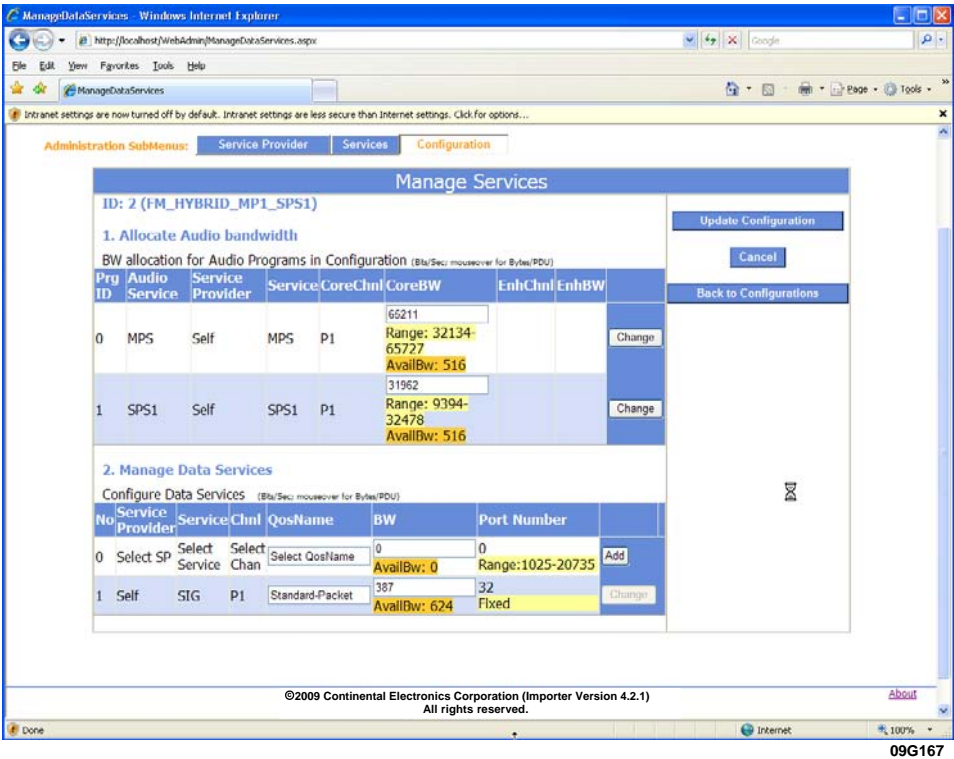 ManageDataServices - Windows Internet Explorer
http://localhost/WebAdmin/ManageDataServices.aspx
Google
File Edit View Favorites Tools Help
ManageDataServices
Page Tools
Intranet settings are now turned off by default. Intranet settings are less secure than Internet settings. Click for options...
Administration SubMenus: Service Provider Services Configuration
Manage Services
ID: 2 (FM_HYBRID_MP1_SPS1)
Update Configuration
1. Allocate Audio bandwidth
Cancel
BW allocation for Audio Programs in Configuration (Bits/Sec; mouseover for Bytes/PDU)
Back to Configurations
Prg ID Audio Service Service Provider Service CoreChnl CoreBW EnhChnl EnhBW
0 MPS Self MPS P1 65211 Change
Range: 32134-
65727
AvailBw: 516
1 SPS1 Self SPS1 P1 31962 Change
Range: 9394-
32478
AvailBw: 516
2. Manage Data Services
Configure Data Services (Bits/Sec; mouseover for Bytes/PDU)
No Service Provider Service Chnl QosName BW Port Number
0 Select SP Select Service Select Chan Select QosName 0 0 Add
AvailBw: 0 Range:1025-20735
1 Self SIG P1 Standard-Packet 387 32 Change
AvailBw: 624 Fixed
©2009 Continental Electronics Corporation (Importer Version 4.2.1)
All rights reserved.
About
Done Internet 100%
09G167